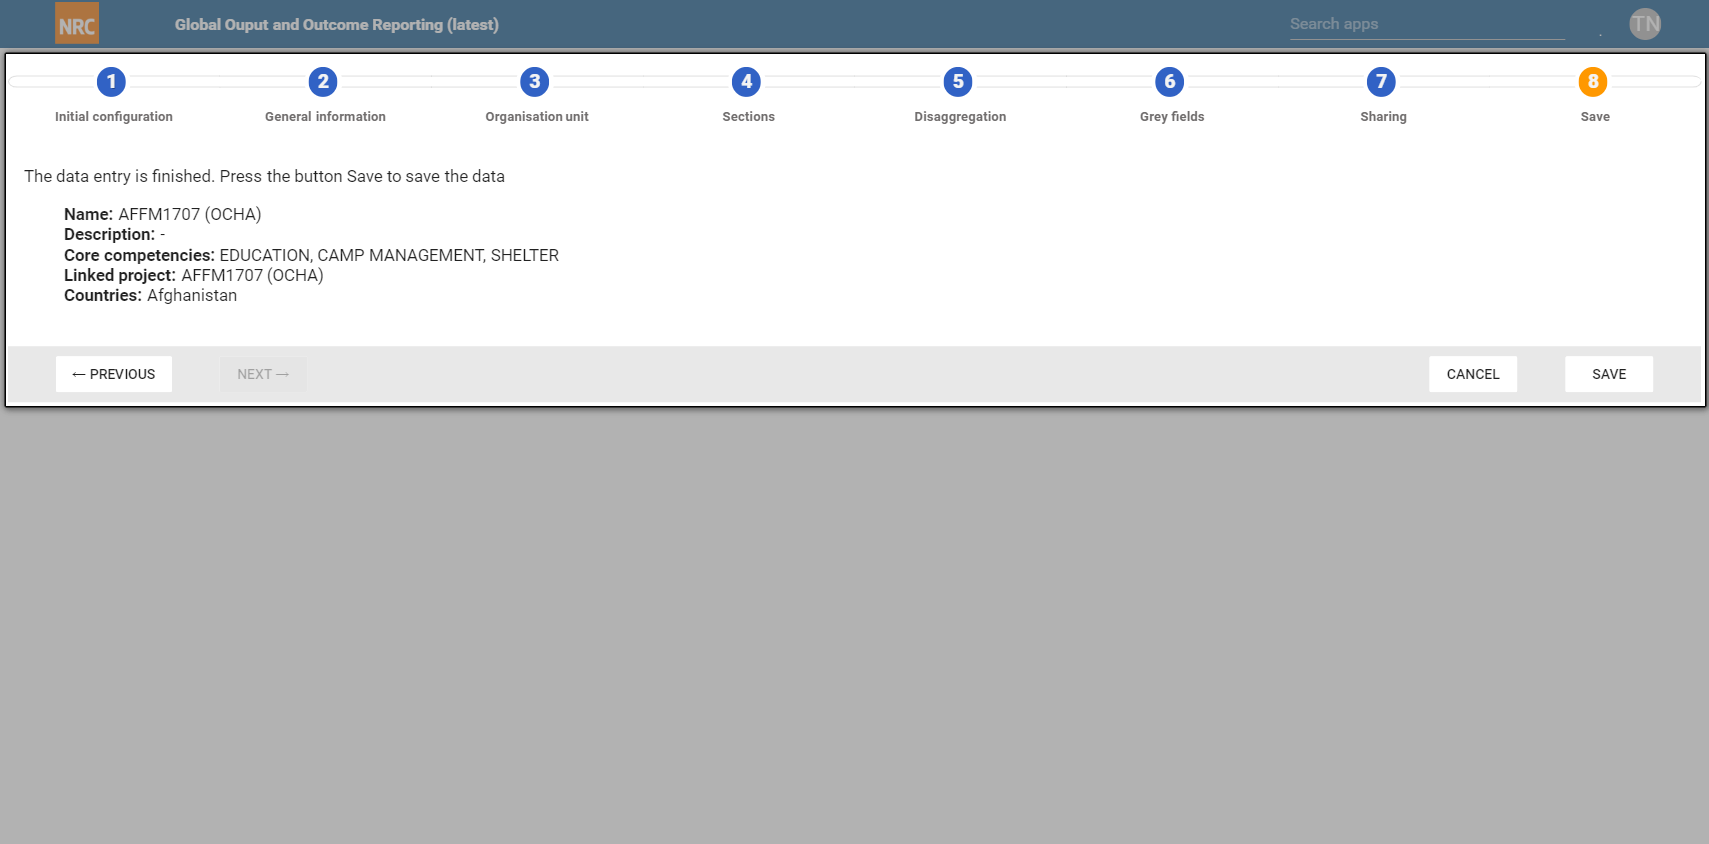 NRC
Global Ouput and Outcome Reporting (latest)
Search apps
TN
1 2 3 4 5 6 7 8
Initial configuration General information Organisation unit Sections Disaggregation Grey fields Sharing Save
The data entry is finished. Press the button Save to save the data
Name: AFFM1707 (OCHA)
Description: -
Core competencies: EDUCATION, CAMP MANAGEMENT, SHELTER
Linked project: AFFM1707 (OCHA)
Countries: Afghanistan
← PREVIOUS NEXT → CANCEL SAVE